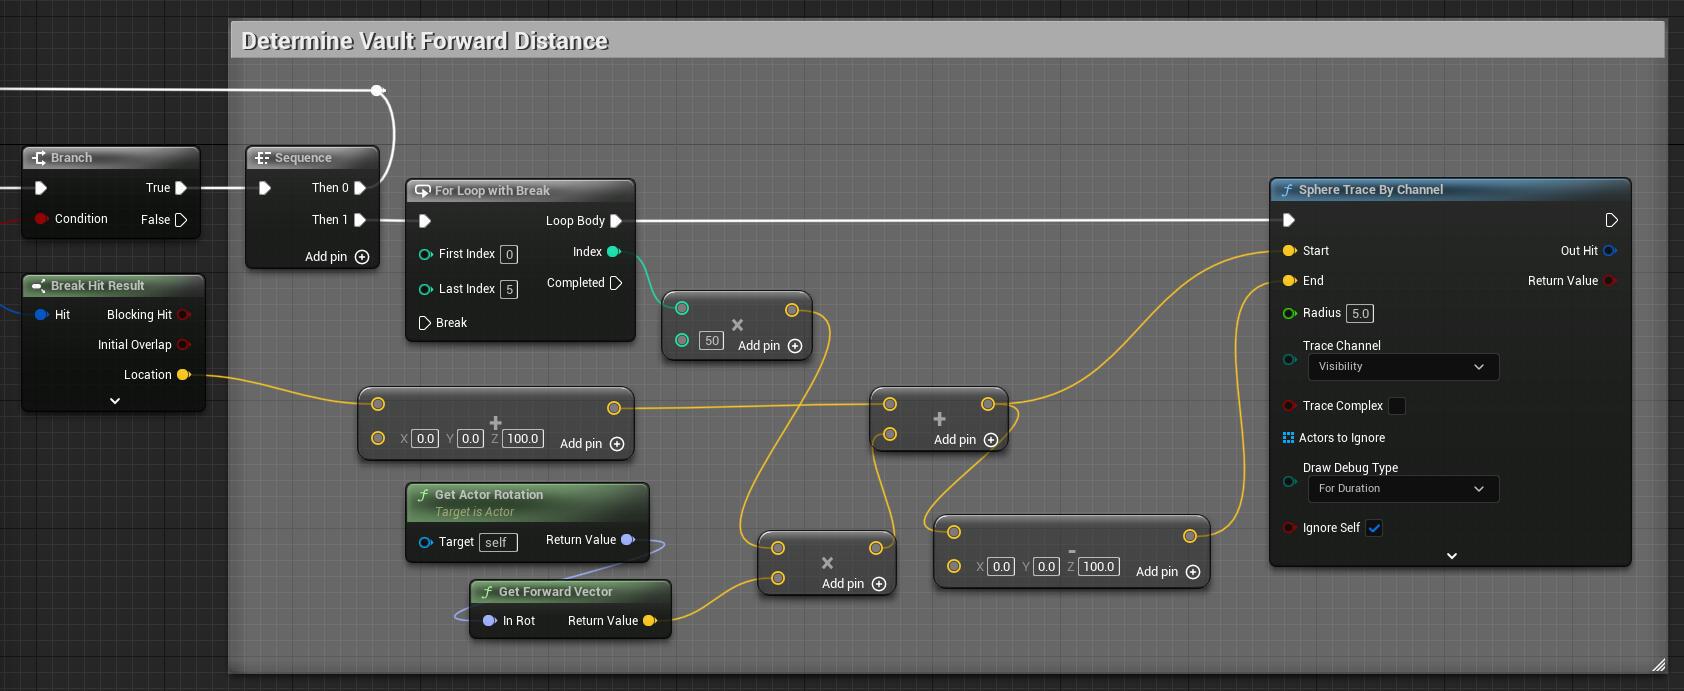 Determine Vault Forward Distance
Branch
True
Condition
False
Sequence
Then 0
Then 1
Add pin
For Loop with Break
Loop Body
First Index 0
Index
Last Index 5
Completed
Break
Break Hit Result
Hit
Blocking Hit
Initial Overlap
Location
×
50
Add pin
+
X 0.0 Y 0.0 Z 100.0
Add pin
Get Actor Rotation
Target is Actor
Target self
Return Value
Get Forward Vector
In Rot
Return Value
×
Add pin
+
Add pin
-
X 0.0 Y 0.0 Z 100.0
Add pin
Sphere Trace By Channel
Start
Out Hit
End
Return Value
Radius 5.0
Trace Channel
Visibility
Trace Complex
Actors to Ignore
Draw Debug Type
For Duration
Ignore Self